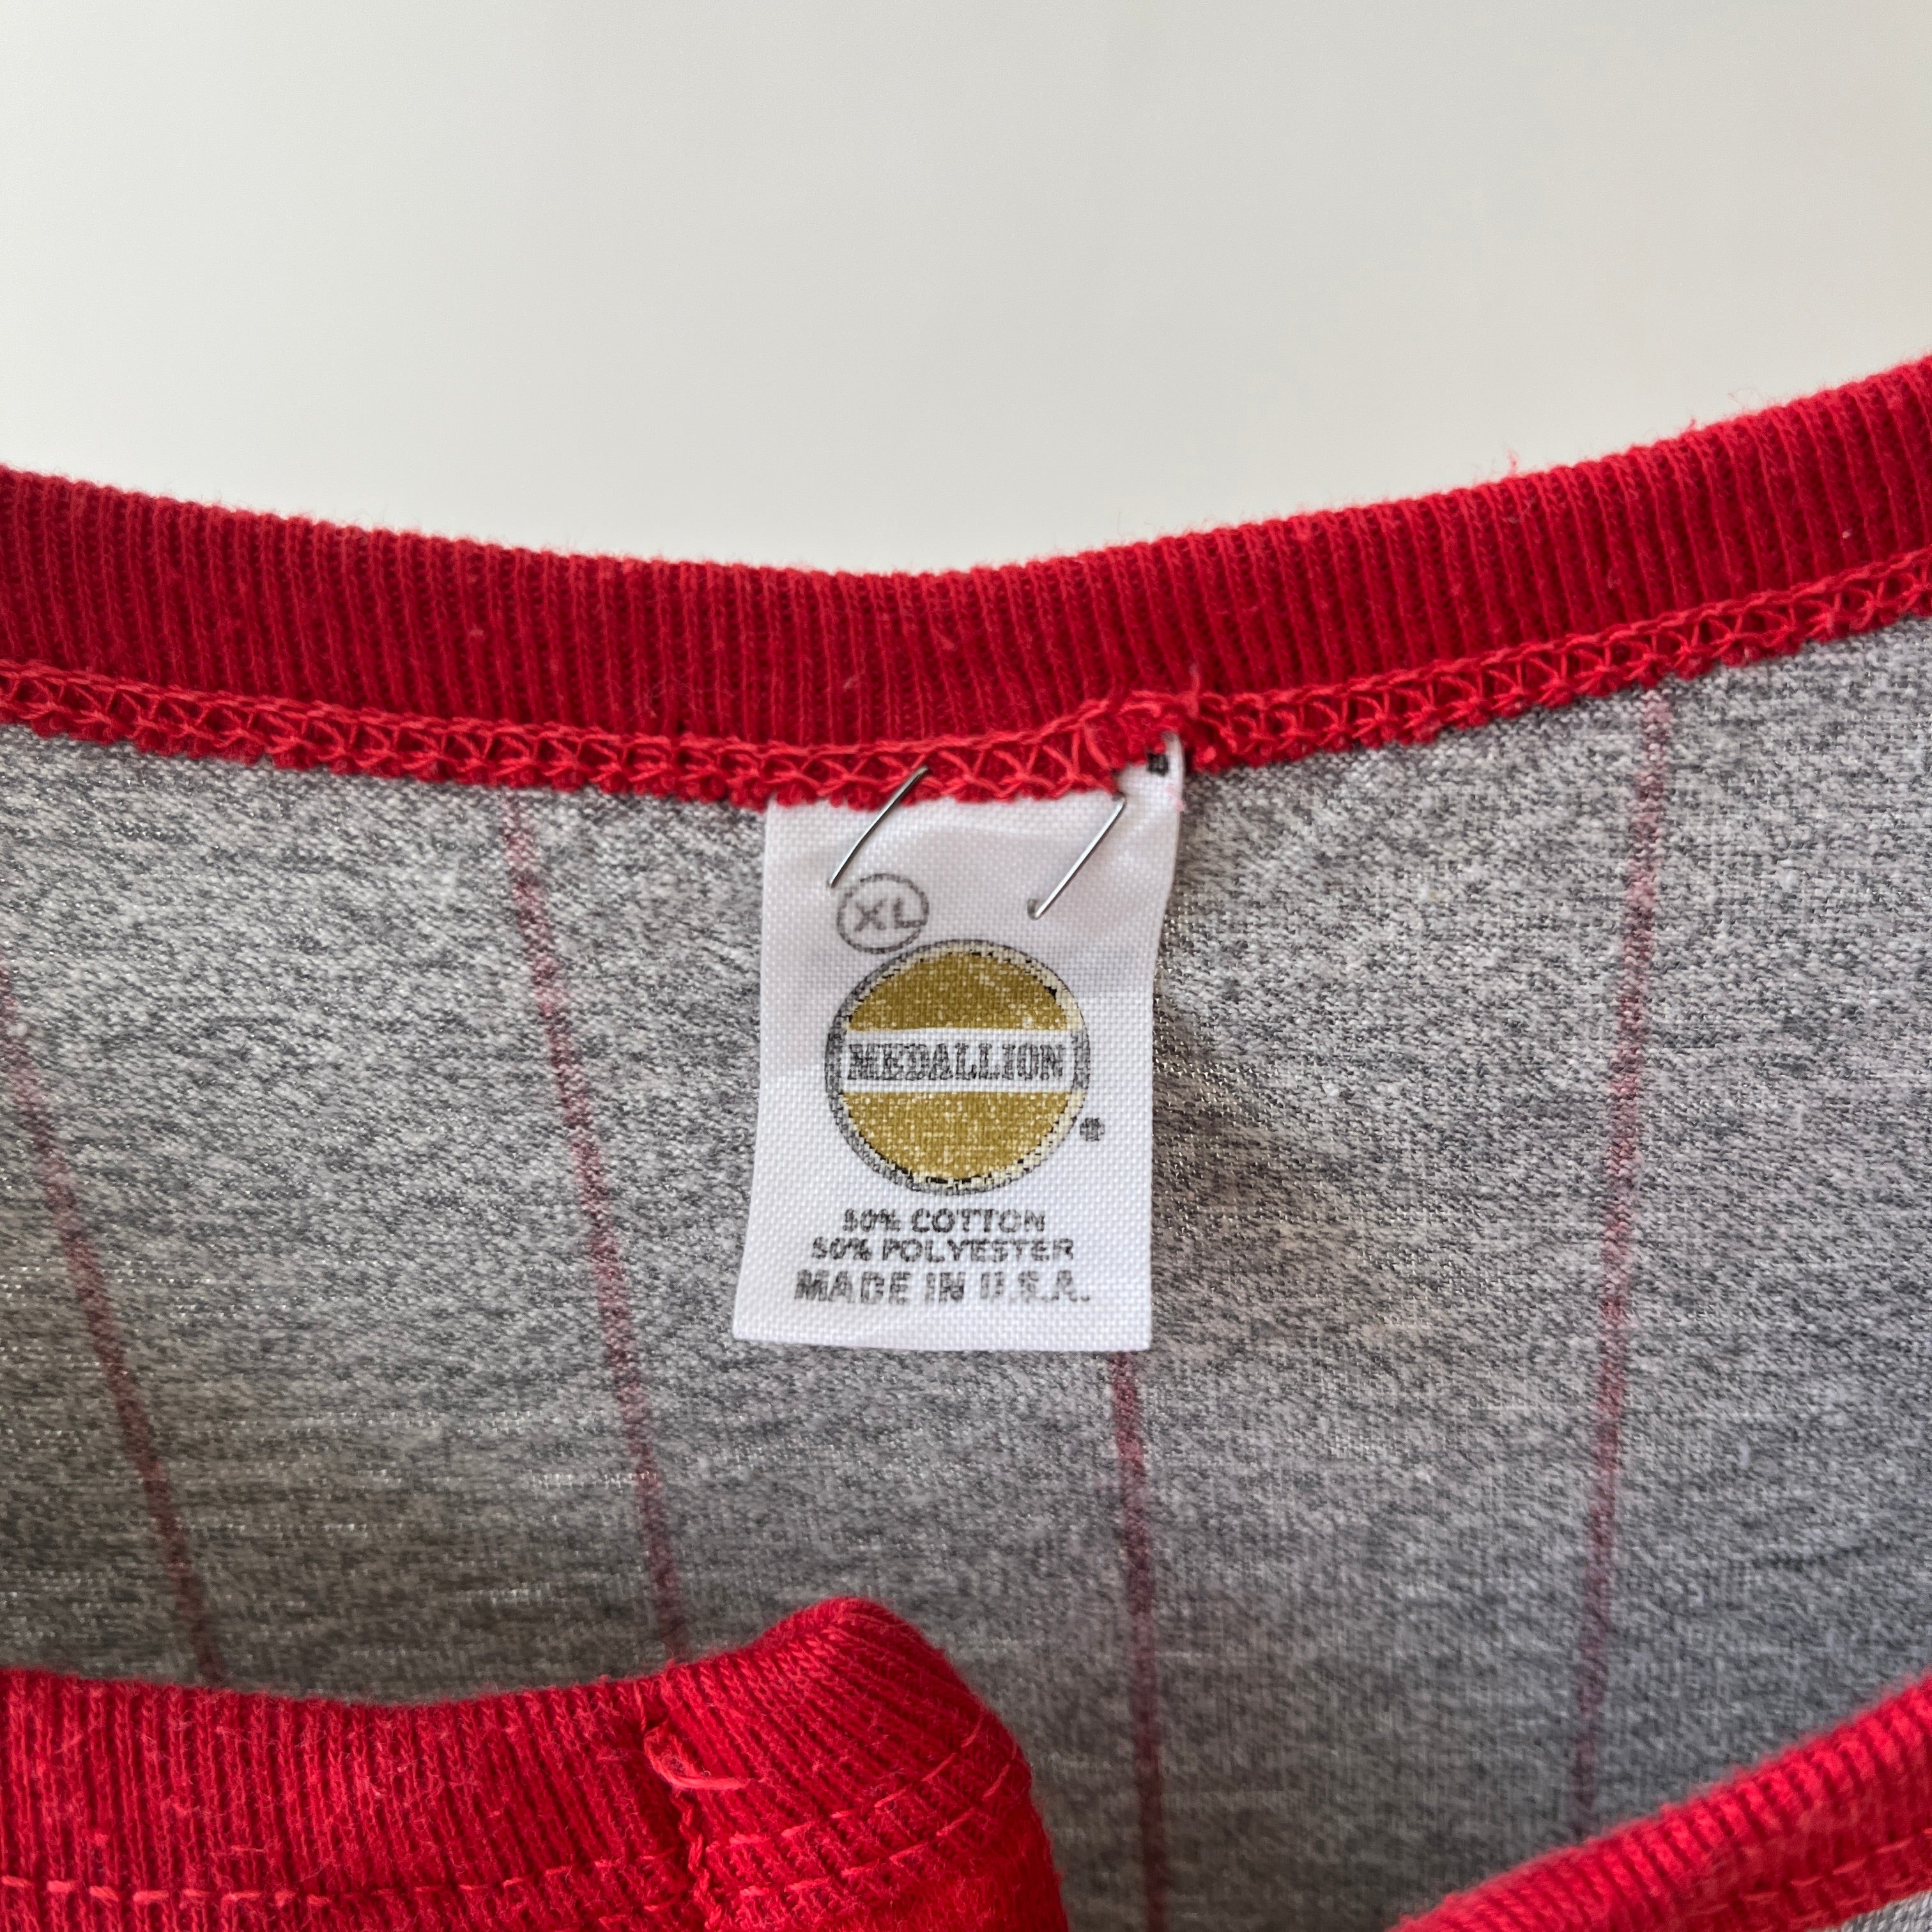 XL
MEDALLION
®
50% COTTON
50% POLYESTER
MADE IN U.S.A.